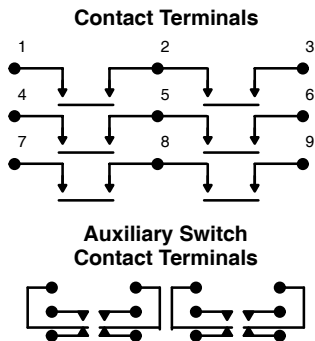 Contact Terminals
1 2 3
4 5 6
7 8 9
Auxiliary Switch
Contact Terminals